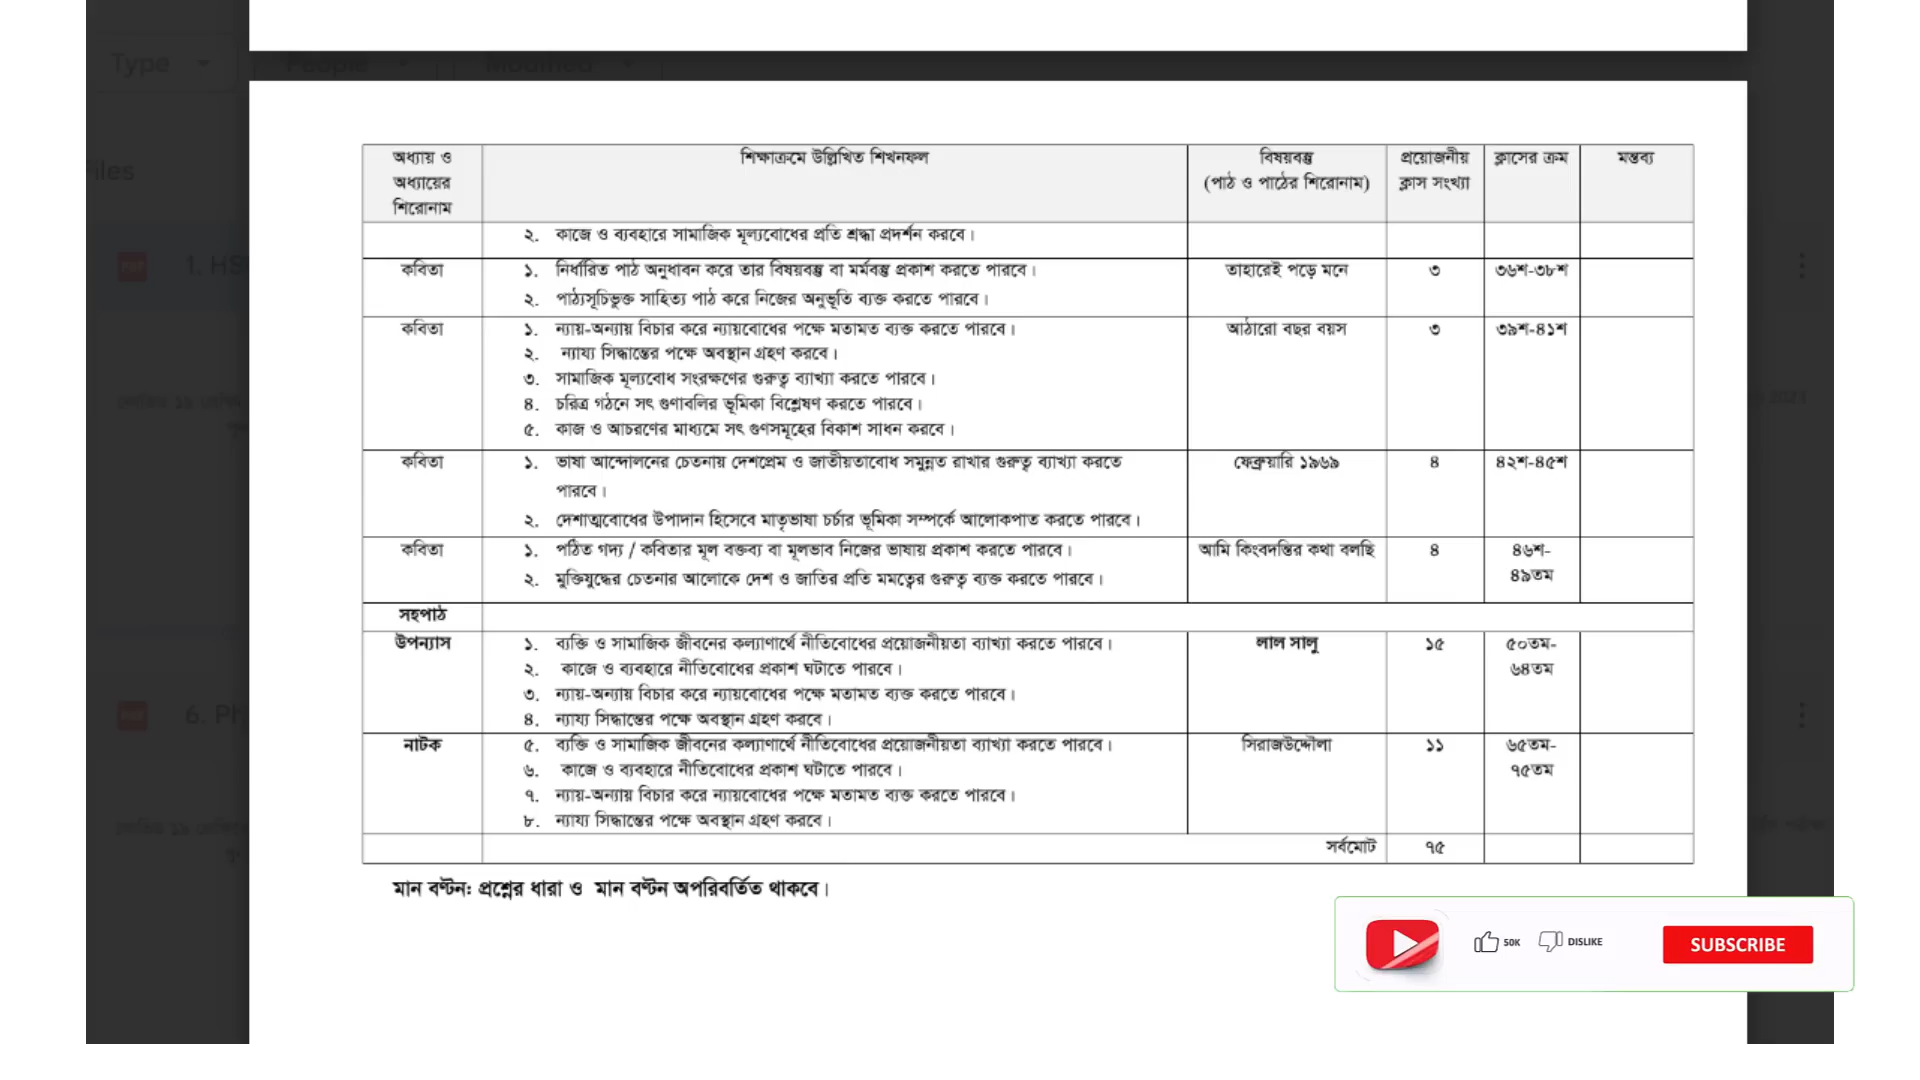 Type
People
Modified
Files
অধ্যায় ও অধ্যায়ের শিরোনাম
শিক্ষাক্রমে উল্লিখিত শিখনফল
বিষয়বস্তু (পাঠ ও পাঠের শিরোনাম)
প্রয়োজনীয় ক্লাস সংখ্যা
ক্লাসের ক্রম
মন্তব্য
২. কাজে ও ব্যবহারে সামাজিক মূল্যবোধের প্রতি শ্রদ্ধা প্রদর্শন করবে।
কবিতা
১. নির্ধারিত পাঠ অনুধাবন করে তার বিষয়বস্তু বা মর্মবস্তু প্রকাশ করতে পারবে।
২. পাঠ্যসূচিভুক্ত সাহিত্য পাঠ করে নিজের অনুভূতি ব্যক্ত করতে পারবে।
তাহারেই পড়ে মনে
৩
৩৬শ-৩৮শ
কবিতা
১. ন্যায়-অন্যায় বিচার করে ন্যায়বোধের পক্ষে মতামত ব্যক্ত করতে পারবে।
২. ন্যায্য সিদ্ধান্তের পক্ষে অবস্থান গ্রহণ করবে।
৩. সামাজিক মূল্যবোধ সংরক্ষণের গুরুত্ব ব্যাখ্যা করতে পারবে।
৪. চরিত্র গঠনে সৎ গুণাবলির ভূমিকা বিশ্লেষণ করতে পারবে।
৫. কাজ ও আচরণের মাধ্যমে সৎ গুণসমূহের বিকাশ সাধন করবে।
আঠারো বছর বয়স
৩
৩৯শ-৪১শ
কবিতা
১. ভাষা আন্দোলনের চেতনায় দেশপ্রেম ও জাতীয়তাবোধ সমুন্নত রাখার গুরুত্ব ব্যাখ্যা করতে
পারবে।
২. দেশাত্মবোধের উপাদান হিসেবে মাতৃভাষা চর্চার ভূমিকা সম্পর্কে আলোকপাত করতে পারবে।
ফেব্রুয়ারি ১৯৬৯
৪
৪২শ-৪৫শ
কবিতা
১. পঠিত গদ্য / কবিতার মূল বক্তব্য বা মূলভাব নিজের ভাষায় প্রকাশ করতে পারবে।
২. মুক্তিযুদ্ধের চেতনার আলোকে দেশ ও জাতির প্রতি মমত্বের গুরুত্ব ব্যক্ত করতে পারবে।
আমি কিংবদন্তির কথা বলছি
৪
৪৬শ-
৪৯তম
সহপাঠ
উপন্যাস
১. ব্যক্তি ও সামাজিক জীবনের কল্যাণার্থে নীতিবোধের প্রয়োজনীয়তা ব্যাখ্যা করতে পারবে।
২. কাজে ও ব্যবহারে নীতিবোধের প্রকাশ ঘটাতে পারবে।
৩. ন্যায়-অন্যায় বিচার করে ন্যায়বোধের পক্ষে মতামত ব্যক্ত করতে পারবে।
৪. ন্যায্য সিদ্ধান্তের পক্ষে অবস্থান গ্রহণ করবে।
লাল সালু
১৫
৫০তম-
৬৪তম
নাটক
৫. ব্যক্তি ও সামাজিক জীবনের কল্যাণার্থে নীতিবোধের প্রয়োজনীয়তা ব্যাখ্যা করতে পারবে।
৬. কাজে ও ব্যবহারে নীতিবোধের প্রকাশ ঘটাতে পারবে।
৭. ন্যায়-অন্যায় বিচার করে ন্যায়বোধের পক্ষে মতামত ব্যক্ত করতে পারবে।
৮. ন্যায্য সিদ্ধান্তের পক্ষে অবস্থান গ্রহণ করবে।
সিরাজউদ্দৌলা
১১
৬৫তম-
৭৫তম
সর্বমোট
৭৫
মান বণ্টন: প্রশ্নের ধারা ও মান বণ্টন অপরিবর্তিত থাকবে।
50K
DISLIKE
SUBSCRIBE